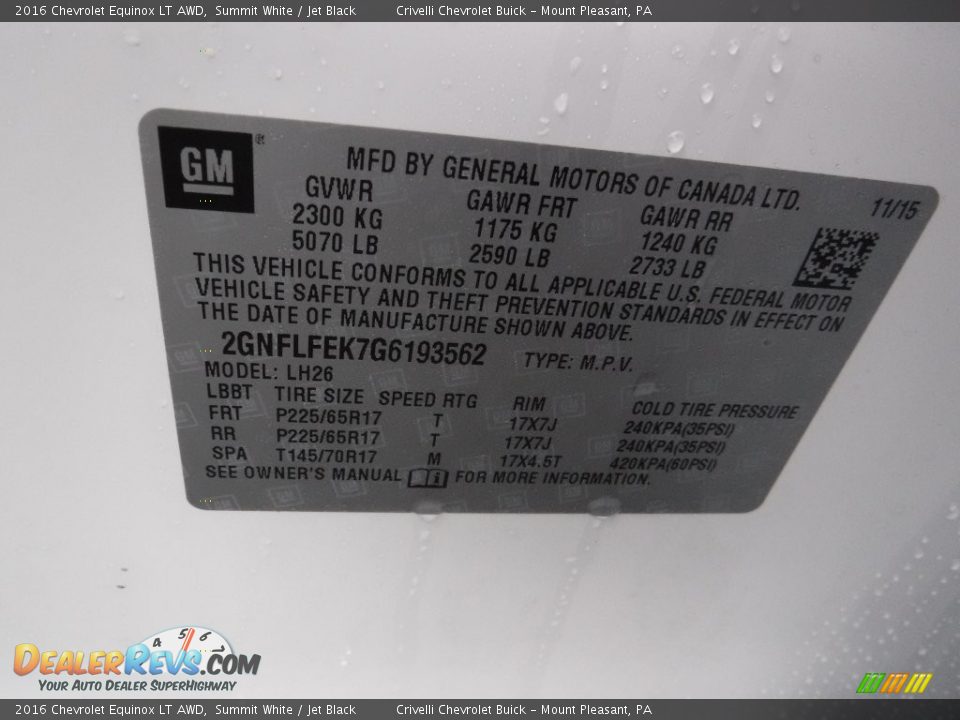 2016 Chevrolet Equinox LT AWD, Summit White / Jet Black Crivelli Chevrolet Buick - Mount Pleasant, PA
GM ®
MFD BY GENERAL MOTORS OF CANADA LTD.
11/15
GVWR GAWR FRT GAWR RR
2300 KG 1175 KG 1240 KG
5070 LB 2590 LB 2733 LB
THIS VEHICLE CONFORMS TO ALL APPLICABLE U.S. FEDERAL MOTOR
VEHICLE SAFETY AND THEFT PREVENTION STANDARDS IN EFFECT ON
THE DATE OF MANUFACTURE SHOWN ABOVE.
2GNFLFEK7G6193562 TYPE: M.P.V.
MODEL: LH26
LBBT TIRE SIZE SPEED RTG RIM COLD TIRE PRESSURE
FRT P225/65R17 T 17X7J 240KPA(35PSI)
RR P225/65R17 T 17X7J 240KPA(35PSI)
SPA T145/70R17 M 17X4.5T 420KPA(60PSI)
SEE OWNER'S MANUAL i FOR MORE INFORMATION.
4 5 6 7
DEALERREVS.COM
YOUR AUTO DEALER SUPERHIGHWAY
2016 Chevrolet Equinox LT AWD, Summit White / Jet Black Crivelli Chevrolet Buick - Mount Pleasant, PA